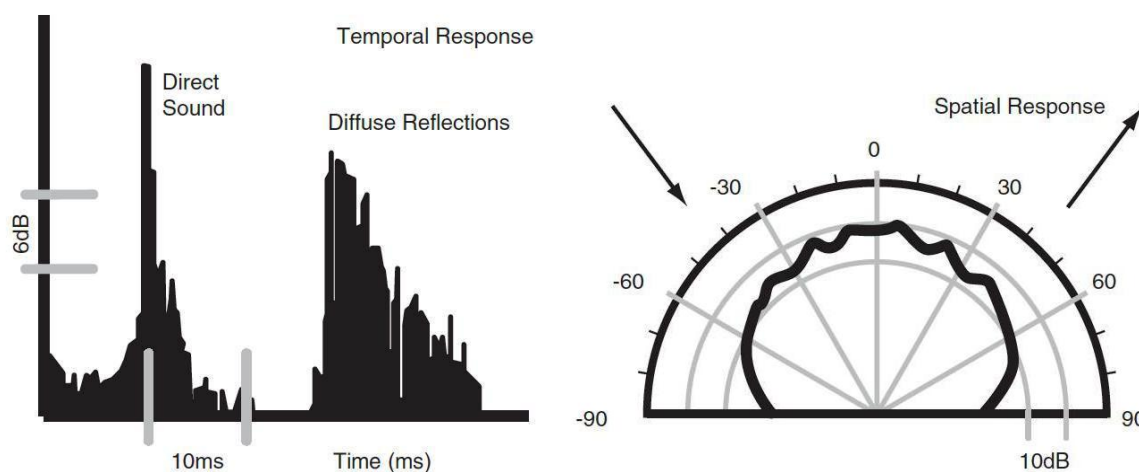 Temporal Response
Direct
Sound
Diffuse Reflections
6dB
10ms
Time (ms)
Spatial Response
0
-30
30
-60
60
-90
90
10dB